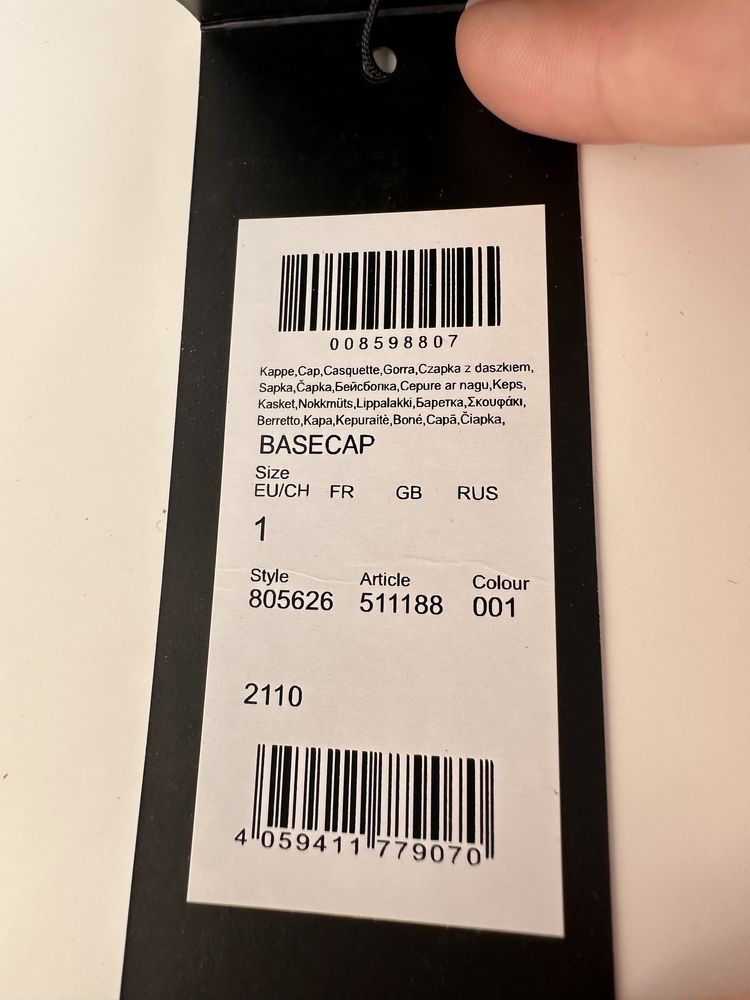 008598807
Kappe,Cap,Casquette,Gorra,Czapka z daszkiem,
Sapka,Čapka,Бейсболка,Cepure ar nagu,Keps,
Kasket,Nokkmüts,Lippalakki,Баретка,Σκουφάκι,
Berretto,Kapa,Kepuraitè,Boné,Capă,Čiapka,
BASECAP
Size
EU/CH FR GB RUS
1
Style Article Colour
805626 511188 001
2110
4 059411 779070